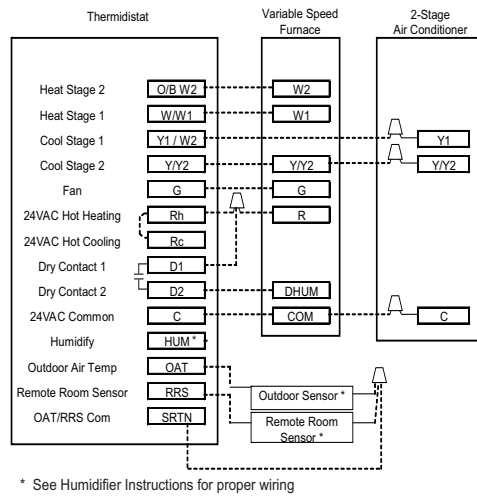 Thermidistat
Variable Speed
Furnace
2-Stage
Air Conditioner
Heat Stage 2 O/B W2 W2
Heat Stage 1 W/W1 W1
Cool Stage 1 Y1 / W2 Y1
Cool Stage 2 Y/Y2 Y/Y2 Y/Y2
Fan G G
24VAC Hot Heating Rh R
24VAC Hot Cooling Rc
Dry Contact 1 D1
Dry Contact 2 D2 DHUM
24VAC Common C COM C
Humidify HUM *
Outdoor Air Temp OAT
Remote Room Sensor RRS
OAT/RRS Com SRTN
Outdoor Sensor *
Remote Room
Sensor *
* See Humidifier Instructions for proper wiring